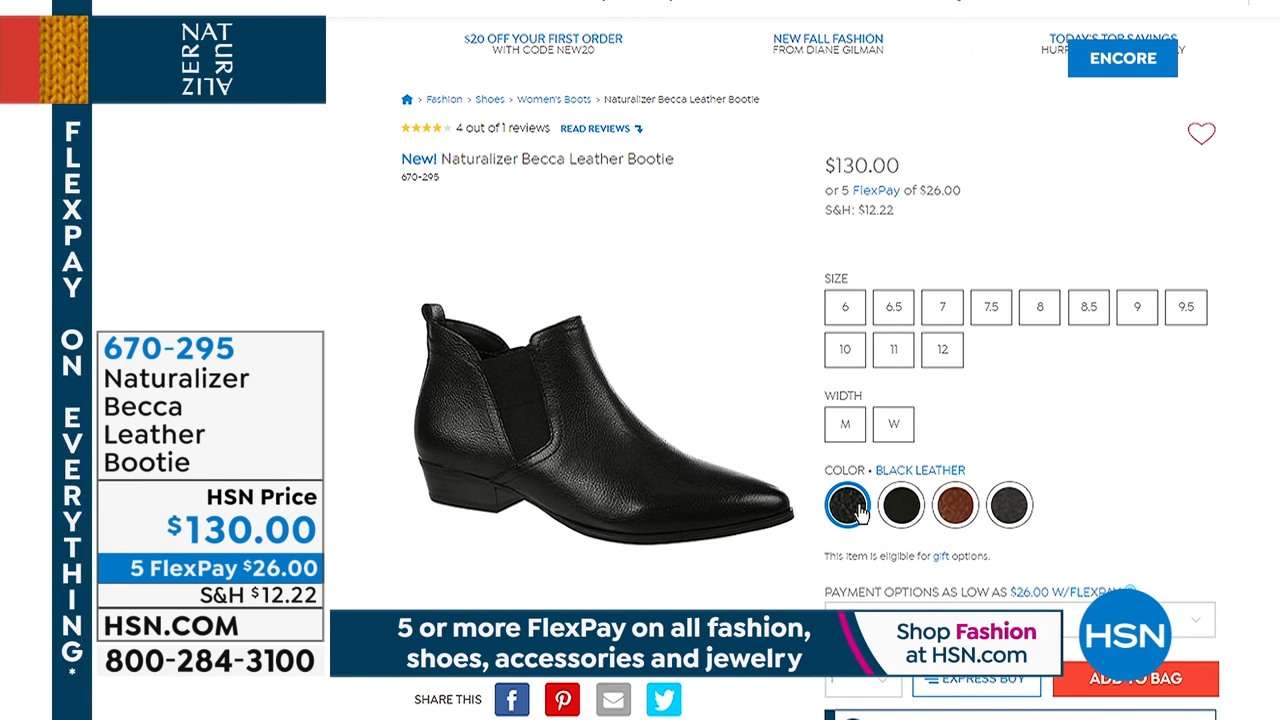 NATURALIZER
FLEXPAY ON EVERYTHING*
$20 OFF YOUR FIRST ORDER
WITH CODE NEW20
NEW FALL FASHION
FROM DIANE GILMAN
TODAY'S TOP SAVINGS
ENCORE
Fashion > Shoes > Women's Boots > Naturalizer Becca Leather Bootie
4 out of 1 reviews READ REVIEWS
New! Naturalizer Becca Leather Bootie
670-295
$130.00
or 5 FlexPay of $26.00
S&H: $12.22
SIZE
6 6.5 7 7.5 8 8.5 9 9.5
10 11 12
WIDTH
M W
COLOR • BLACK LEATHER
This item is eligible for gift options.
PAYMENT OPTIONS AS LOW AS $26.00 W/FLEXPAY
1 EXPRESS BUY ADD TO BAG
SHARE THIS
670-295
Naturalizer
Becca
Leather
Bootie
HSN Price
$130.00
5 FlexPay $26.00
S&H $12.22
HSN.COM
800-284-3100
5 or more FlexPay on all fashion,
shoes, accessories and jewelry
Shop Fashion
at HSN.com
HSN